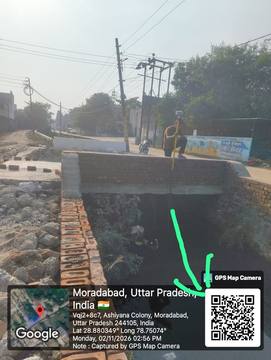 GPS Map Camera
Moradabad, Uttar Pradesh, India 🇮🇳
Vqj2+8c7, Ashiyana Colony, Moradabad,
Uttar Pradesh 244105, India
Lat 28.880349° Long 78.75074°
Monday, 02/11/2026 02:56 PM
Note : Captured by GPS Map Camera
Google